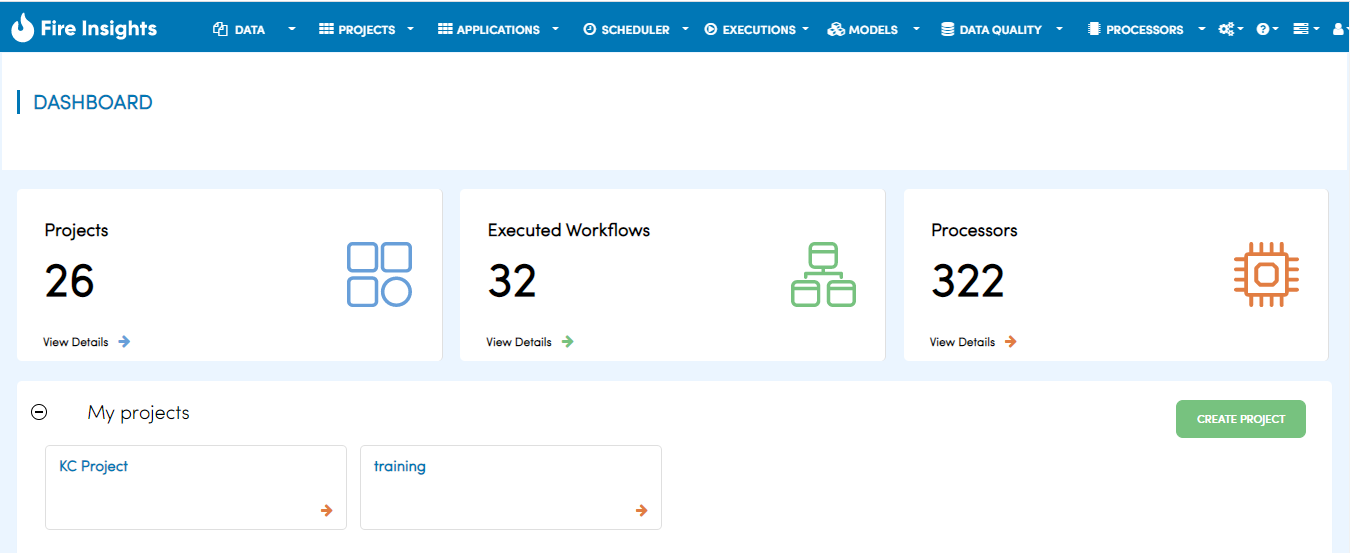 Fire Insights DATA PROJECTS APPLICATIONS SCHEDULER EXECUTIONS MODELS DATA QUALITY PROCESSORS
DASHBOARD
Projects Executed Workflows Processors
26 32 322
View Details View Details View Details
My projects CREATE PROJECT
KC Project training